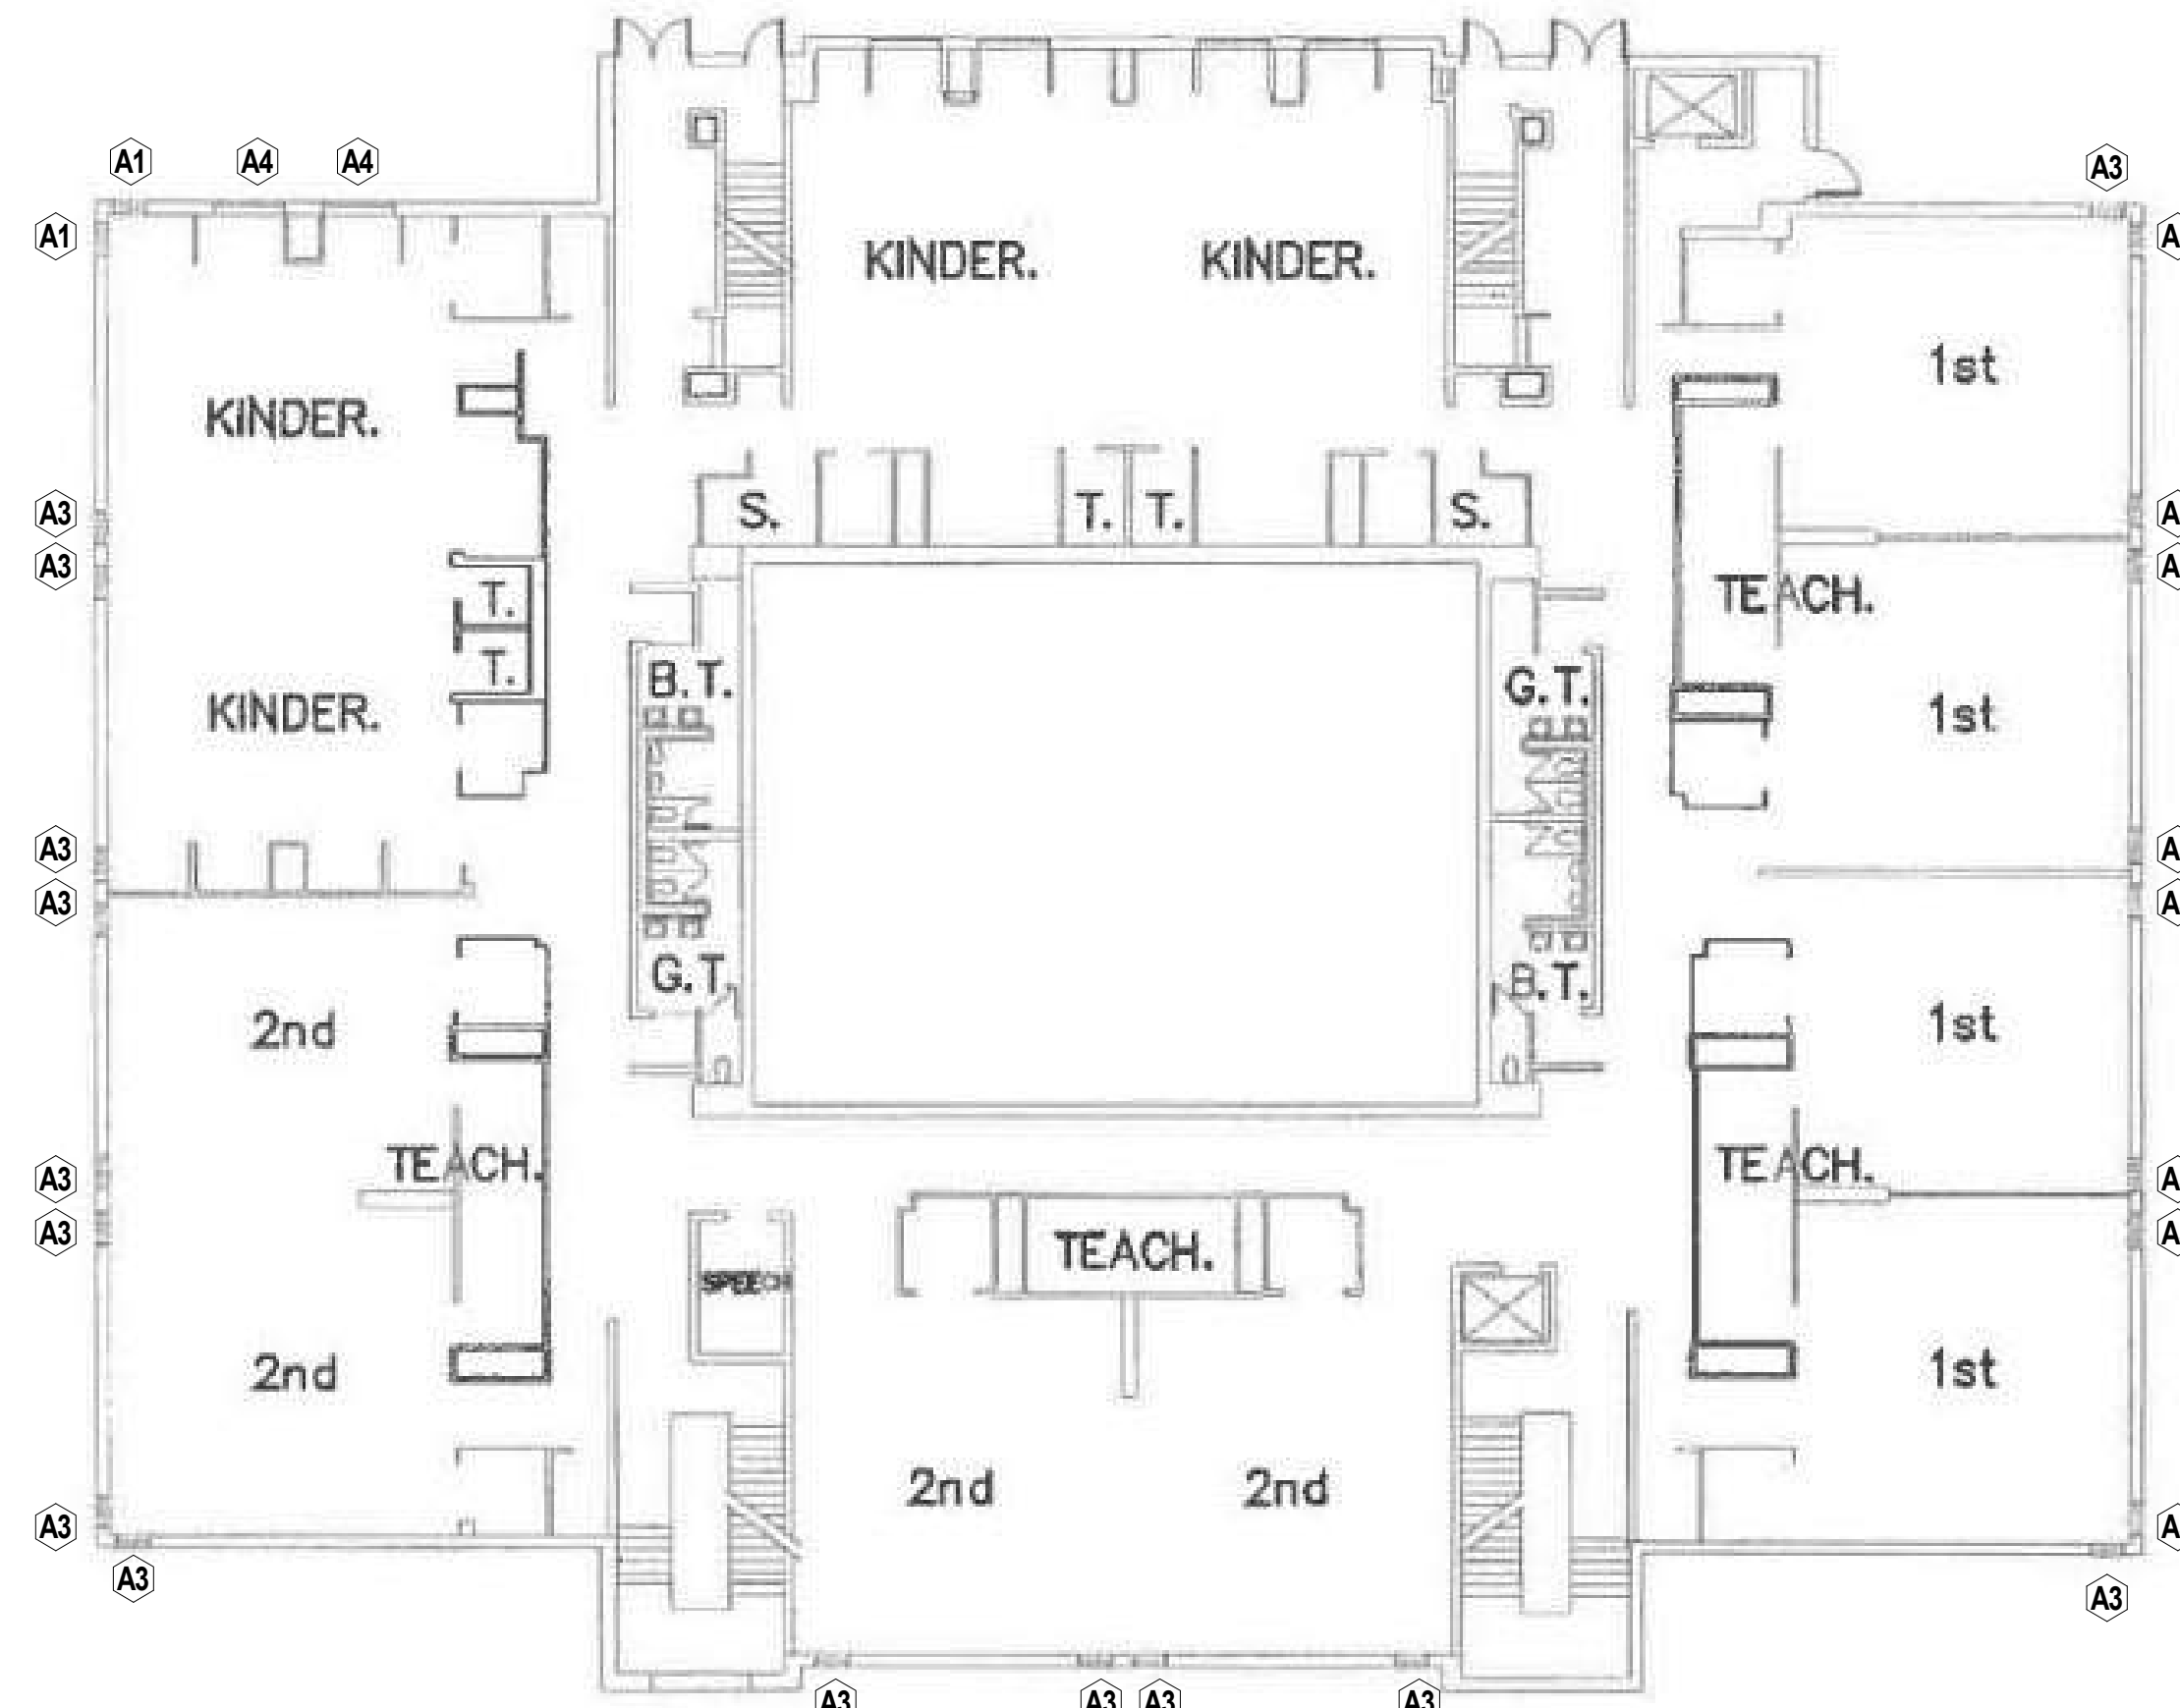 A1 A4 A4 A3
A1
KINDER. KINDER.
1st
KINDER.
A3 S. T. T. S.
A3
T. TEACH.
T. B.T. G.T.
KINDER. 1st
A3
A3
G.T. B.T.
2nd 1st
TEACH. TEACH.
A3
A3 TEACH.
SPEECH
2nd 1st
2nd 2nd
A3
A3 A3
A3 A3 A3 A3